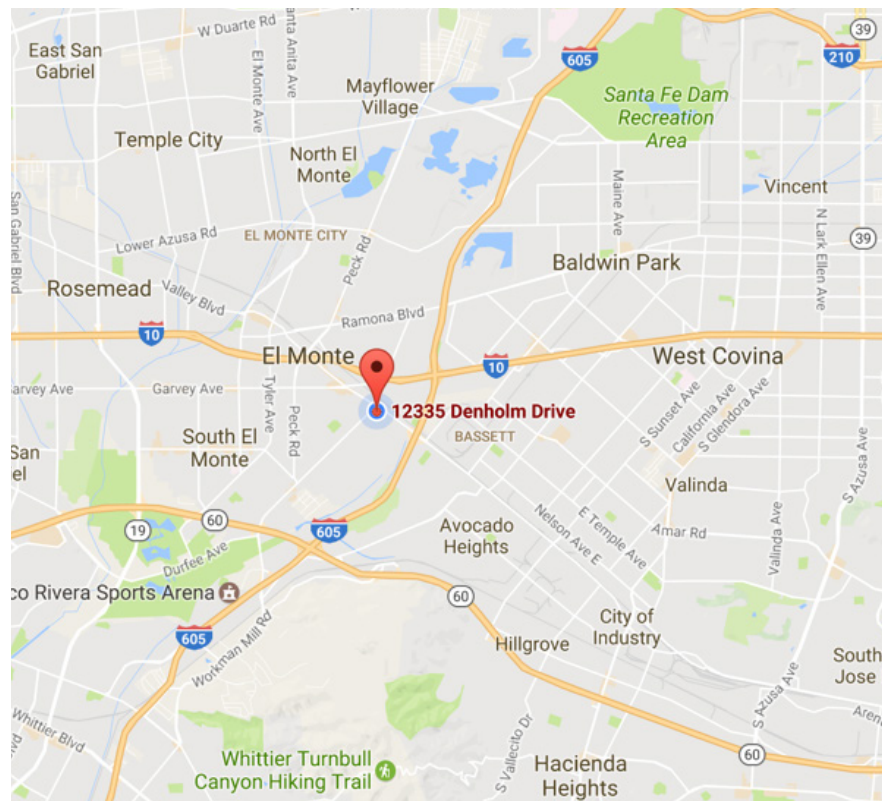 W Duarte Rd
39
East San
Gabriel
El Monte Ave
Santa Anita Ave
605
210
Mayflower
Village
Santa Fe Dam
Recreation
Area
Temple City
North El
Monte
Maine Ave
Vincent
San Gabriel Blvd
Lower Azusa Rd
EL MONTE CITY
Peck Rd
N Lark Ellen Ave
39
Baldwin Park
Rosemead
Valley Blvd
Ramona Blvd
10
El Monte
10
West Covina
arvey Ave
Garvey Ave
Tyler Ave
12335 Denholm Drive
Peck Rd
South El
Monte
BASSETT
S Sunset Ave
California Ave
S Glendora Ave
San
el
Valinda
S Azusa Ave
19
60
605
Avocado
Heights
Nelson Ave E
E Temple Ave
Amar Rd
Valinda Ave
Durfee Ave
co Rivera Sports Arena
60
605
Workman Mill Rd
Hillgrove
City of
Industry
South
Jose
S Azusa Ave
Whittier Blvd
S Vallecito Dr
Aren
60
Whittier Turnbull
Canyon Hiking Trail
Hacienda
Heights